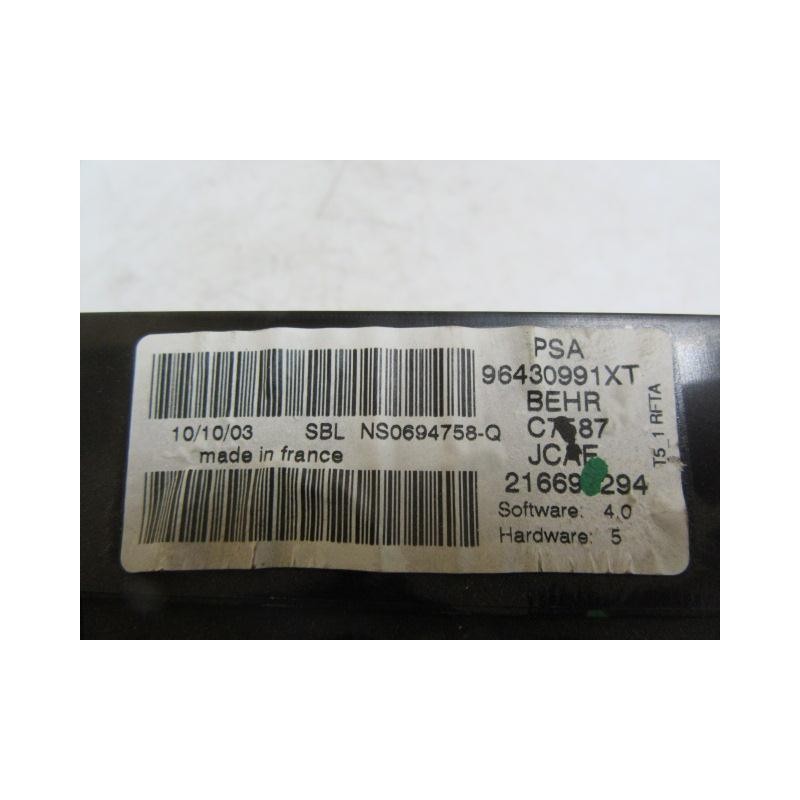 PSA
96430991XT
BEHR
10/10/03 SBL NS0694758-Q
made in france
Software: 4.0
Hardware: 5
T5_1 RFTA